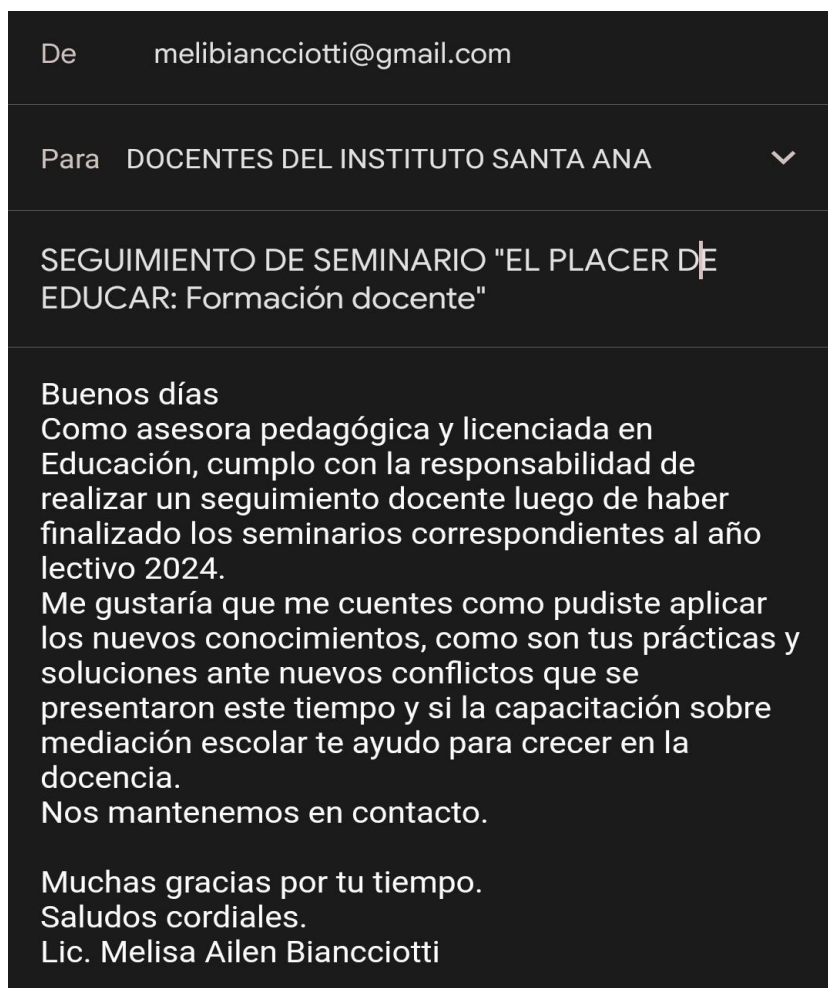 De melibiancciotti@gmail.com
Para DOCENTES DEL INSTITUTO SANTA ANA
SEGUIMIENTO DE SEMINARIO "EL PLACER DE
EDUCAR: Formación docente"
Buenos días
Como asesora pedagógica y licenciada en
Educación, cumplo con la responsabilidad de
realizar un seguimiento docente luego de haber
finalizado los seminarios correspondientes al año
lectivo 2024.
Me gustaría que me cuentes como pudiste aplicar
los nuevos conocimientos, como son tus prácticas y
soluciones ante nuevos conflictos que se
presentaron este tiempo y si la capacitación sobre
mediación escolar te ayudo para crecer en la
docencia.
Nos mantenemos en contacto.
Muchas gracias por tu tiempo.
Saludos cordiales.
Lic. Melisa Ailen Biancciotti